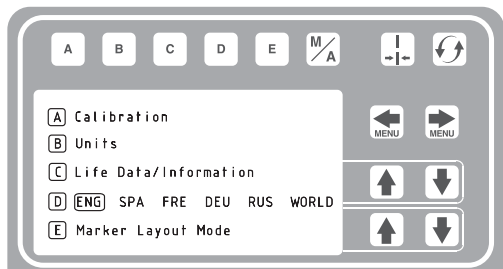 A B C D E M/A
MENU MENU
A Calibration
B Units
C Life Data/Information
D ENG SPA FRE DEU RUS WORLD
E Marker Layout Mode